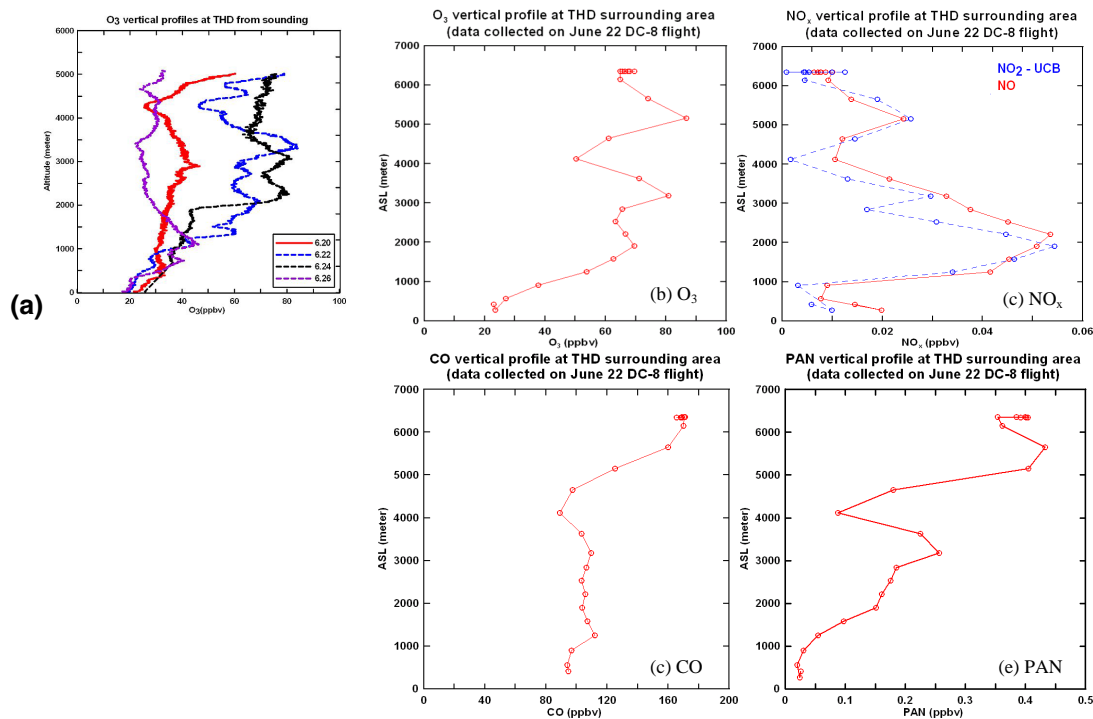 O3 vertical profiles at THD from sounding
6000
5000
4000
3000
2000
1000
0
Altitude (meter)
6.20
6.22
6.24
6.26
0 20 40 60 80 100
O3(ppbv)
(a)
O3 vertical profile at THD surrounding area
(data collected on June 22 DC-8 flight)
7000
6000
5000
4000
3000
2000
1000
0
ASL (meter)
(b) O3
0 20 40 60 80 100
O3 (ppbv)
NOx vertical profile at THD surrounding area
(data collected on June 22 DC-8 flight)
7000
6000
5000
4000
3000
2000
1000
0
ASL (meter)
NO2 - UCB
NO
(c) NOx
0 0.02 0.04 0.06
NOx (ppbv)
CO vertical profile at THD surrounding area
(data collected on June 22 DC-8 flight)
7000
6000
5000
4000
3000
2000
1000
0
ASL (meter)
(c) CO
0 40 80 120 160 200
CO (ppbv)
PAN vertical profile at THD surrounding area
(data collected on June 22 DC-8 flight)
7000
6000
5000
4000
3000
2000
1000
0
ASL (meter)
(e) PAN
0 0.1 0.2 0.3 0.4 0.5
PAN (ppbv)